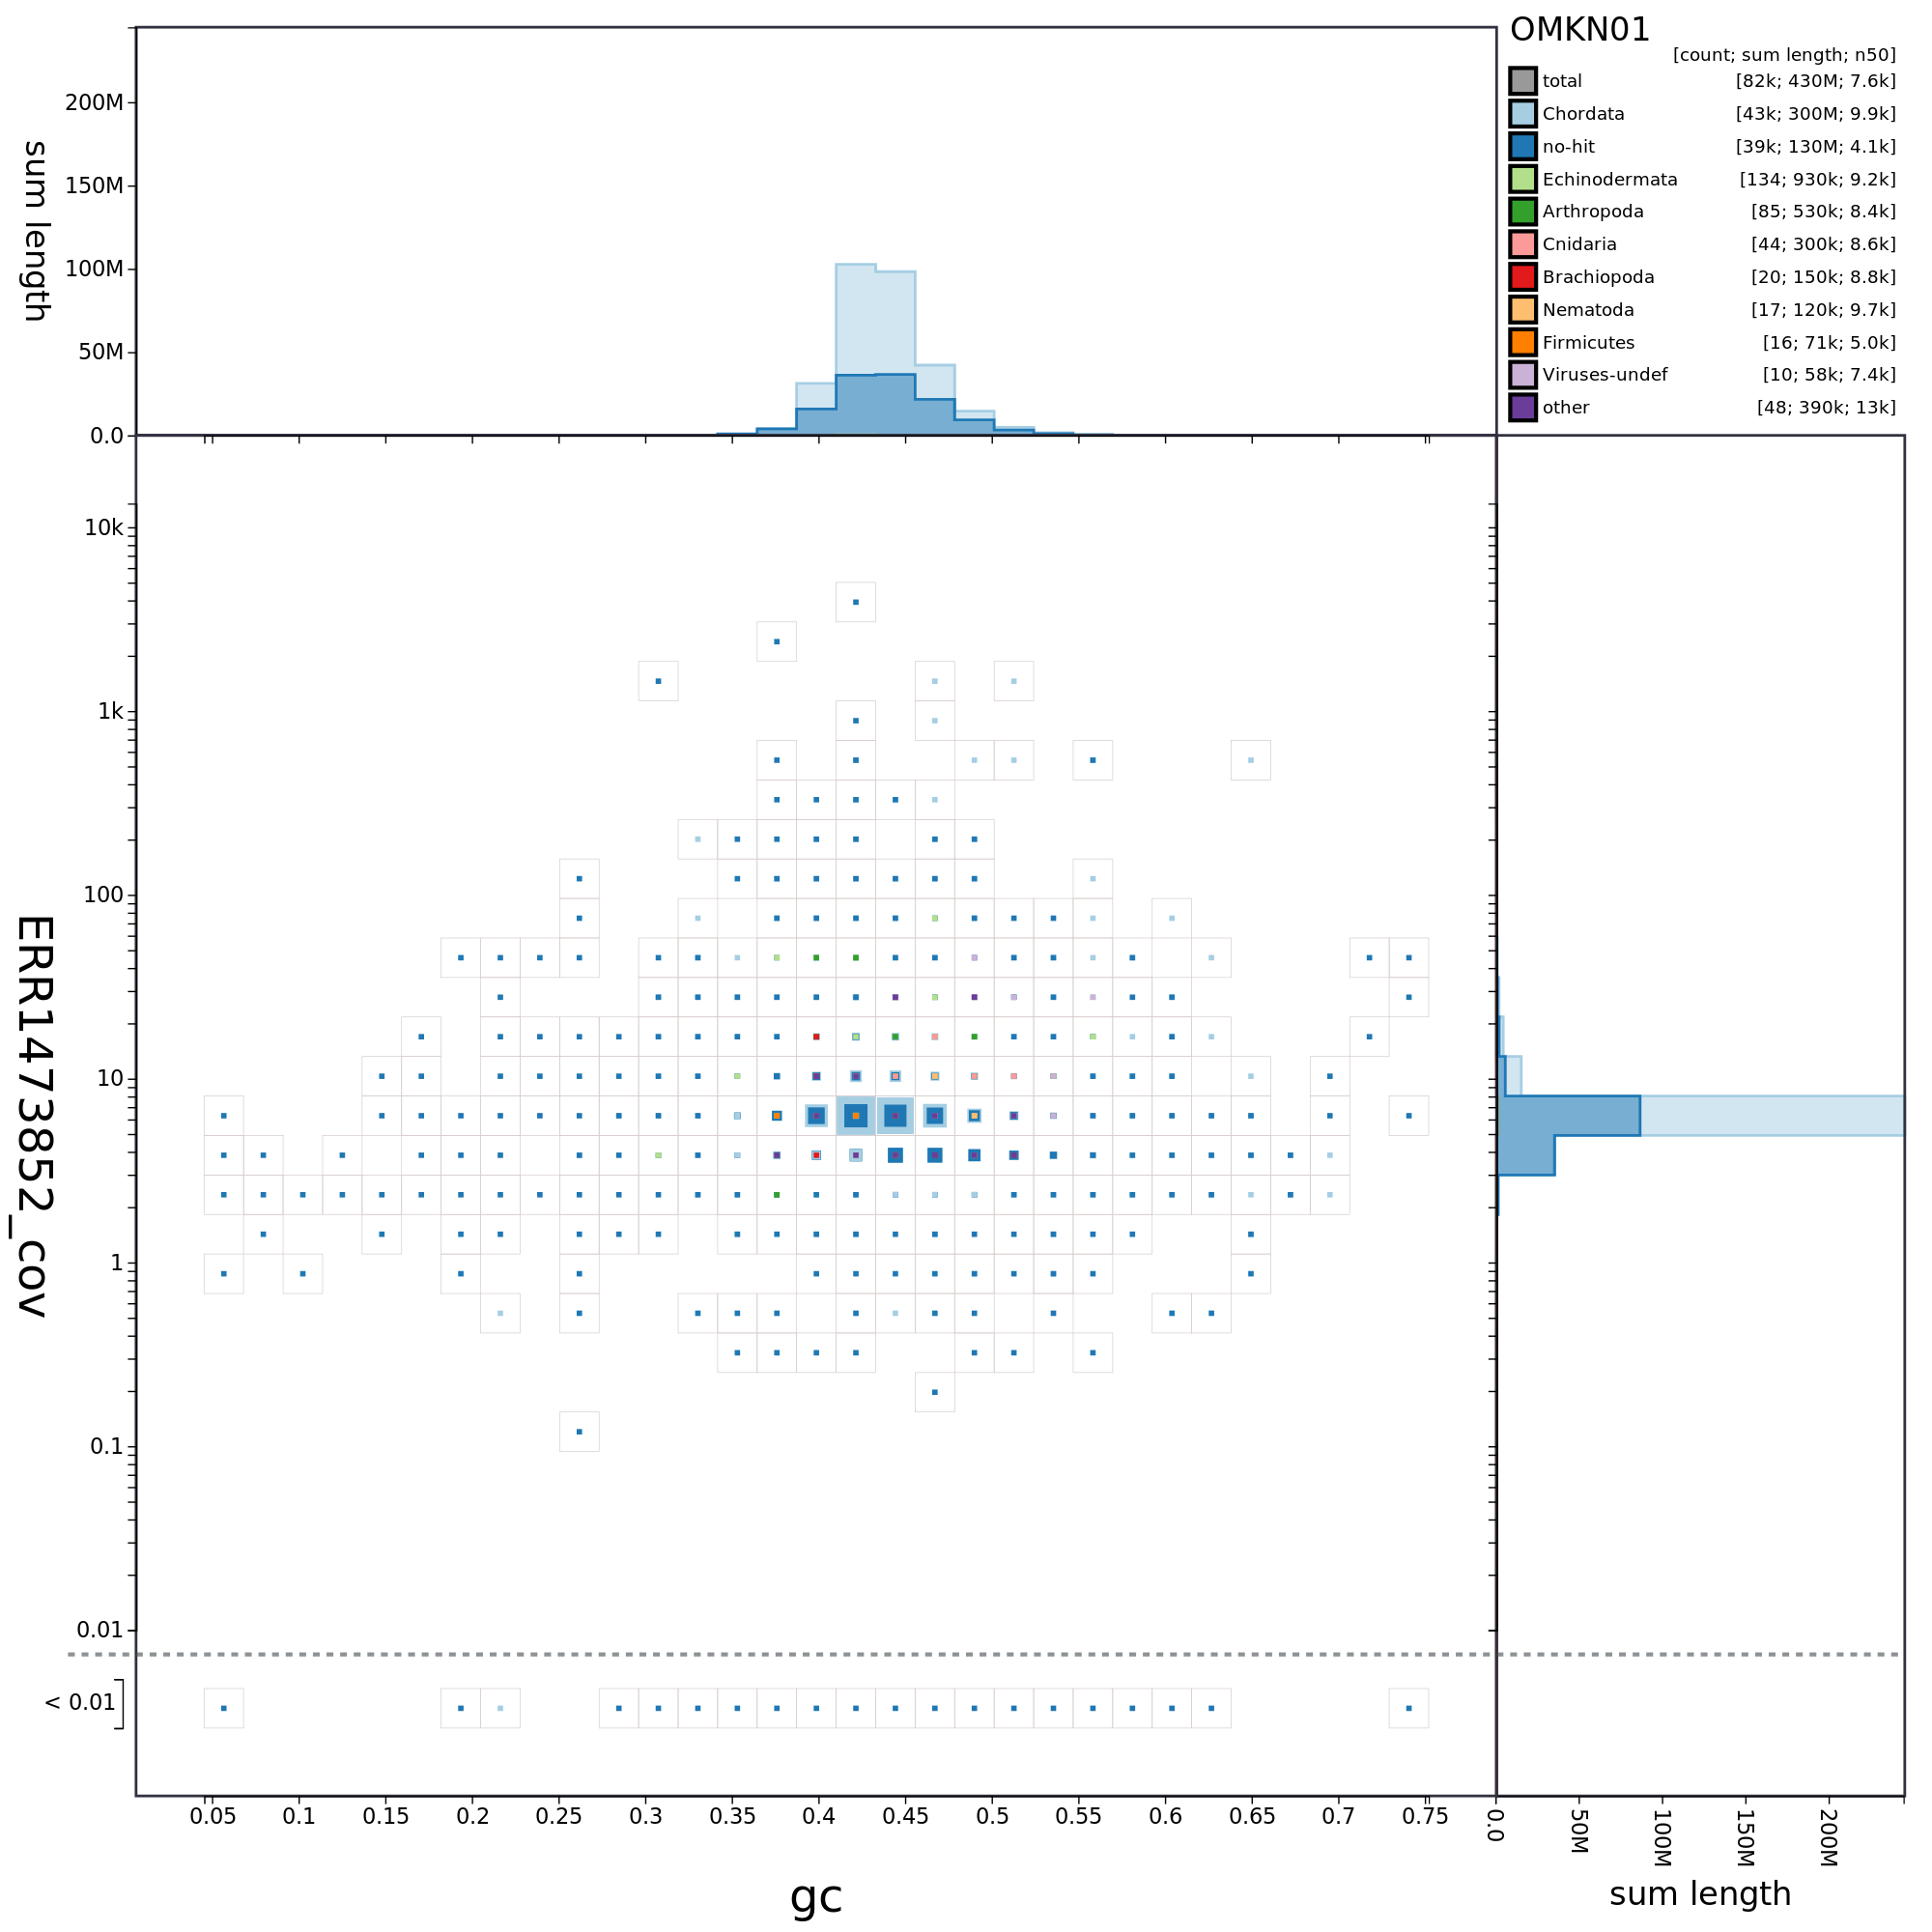 OMKN01
[count; sum length; n50]
total [82k; 430M; 7.6k]
Chordata [43k; 300M; 9.9k]
no-hit [39k; 130M; 4.1k]
Echinodermata [134; 930k; 9.2k]
Arthropoda [85; 530k; 8.4k]
Cnidaria [44; 300k; 8.6k]
Brachiopoda [20; 150k; 8.8k]
Nematoda [17; 120k; 9.7k]
Firmicutes [16; 71k; 5.0k]
Viruses-undef [10; 58k; 7.4k]
other [48; 390k; 13k]
sum length
200M
150M
100M
50M
0.0
ERR1473852_cov
10k
1k
100
10
1
0.1
0.01
< 0.01
0.05 0.1 0.15 0.2 0.25 0.3 0.35 0.4 0.45 0.5 0.55 0.6 0.65 0.7 0.75
gc
0.0 50M 100M 150M 200M
sum length